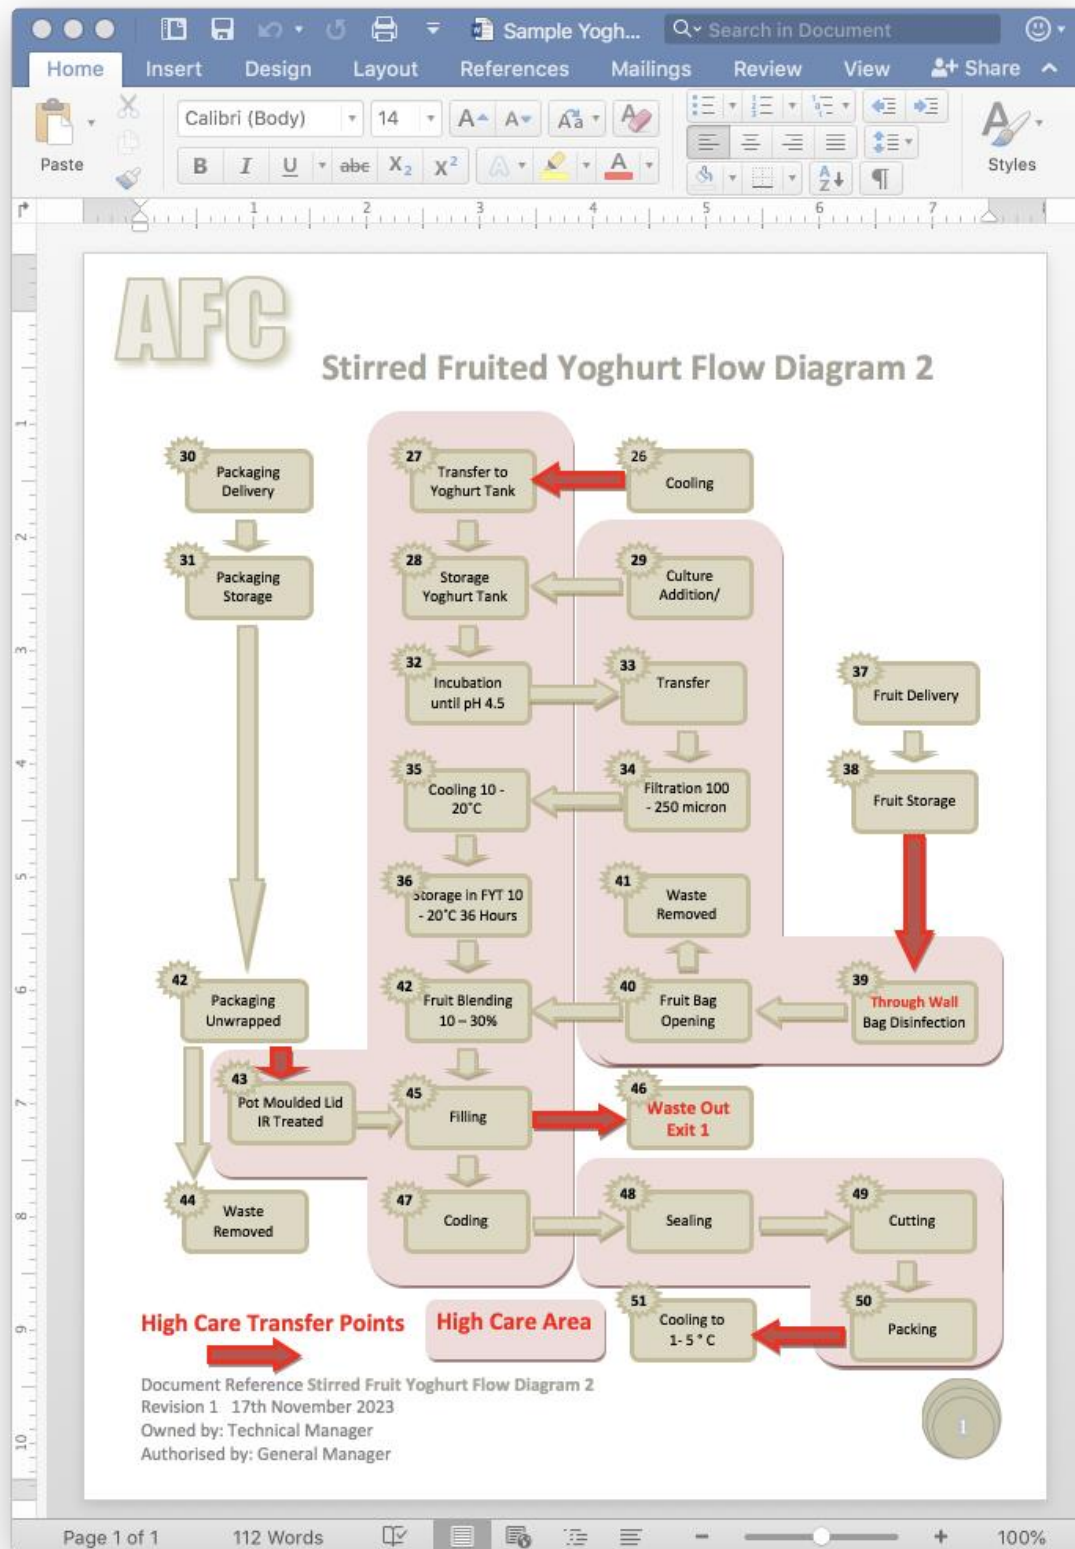 Sample Yogh...
Search in Document
Home
Insert
Design
Layout
References
Mailings
Review
View
Share
Paste
Calibri (Body)
14
Styles
1 2 3 4 5 6 7
AFC
Stirred Fruited Yoghurt Flow Diagram 2
30
Packaging
Delivery
27
Transfer to
Yoghurt Tank
26
Cooling
31
Packaging
Storage
28
Storage
Yoghurt Tank
29
Culture
Addition/
32
Incubation
until pH 4.5
33
Transfer
37
Fruit Delivery
35
Cooling 10 -
20˚C
34
Filtration 100
- 250 micron
38
Fruit Storage
36
Storage in FYT 10
- 20˚C 36 Hours
41
Waste
Removed
42
Packaging
Unwrapped
42
Fruit Blending
10 – 30%
40
Fruit Bag
Opening
39
Through Wall
Bag Disinfection
43
Pot Moulded Lid
IR Treated
45
Filling
46
Waste Out
Exit 1
44
Waste
Removed
47
Coding
48
Sealing
49
Cutting
51
Cooling to
1- 5 ° C
50
Packing
High Care Transfer Points
High Care Area
Document Reference Stirred Fruit Yoghurt Flow Diagram 2
Revision 1 17th November 2023
Owned by: Technical Manager
Authorised by: General Manager
1
Page 1 of 1
112 Words
100%